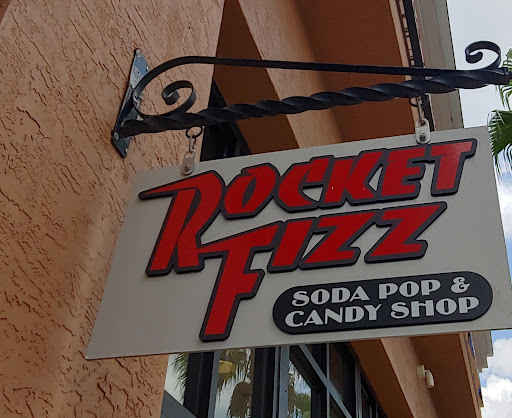 ROCKET
FIZZ
SODA POP &
CANDY SHOP